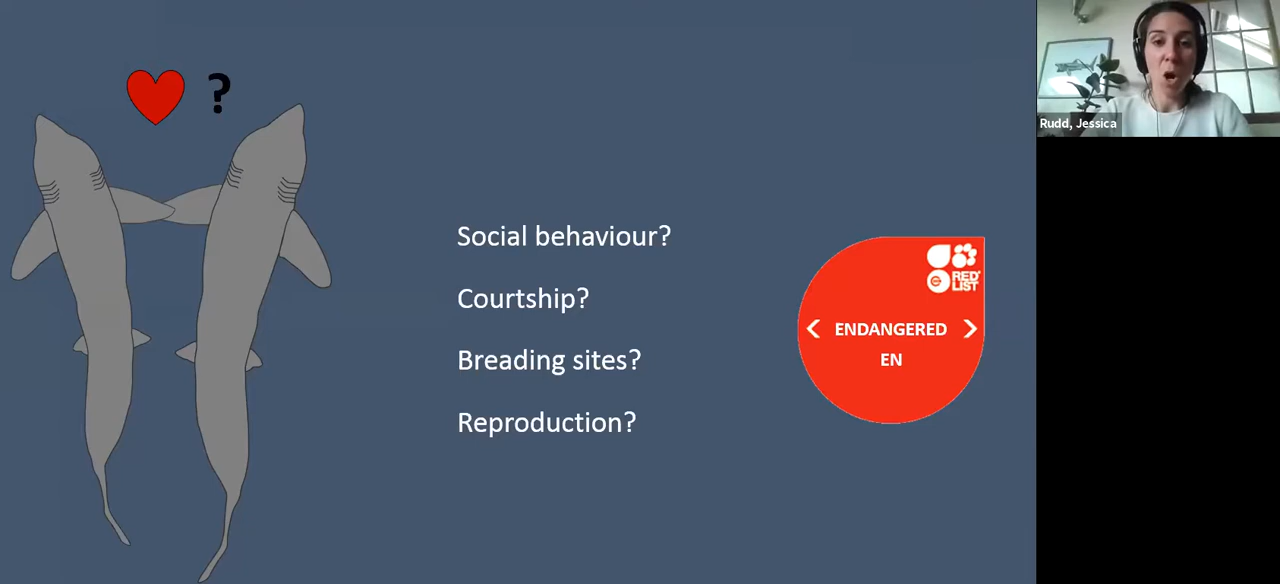 ?
Social behaviour?
Courtship?
Breading sites?
Reproduction?
RED
LIST
< ENDANGERED >
EN
Rudd, Jessica